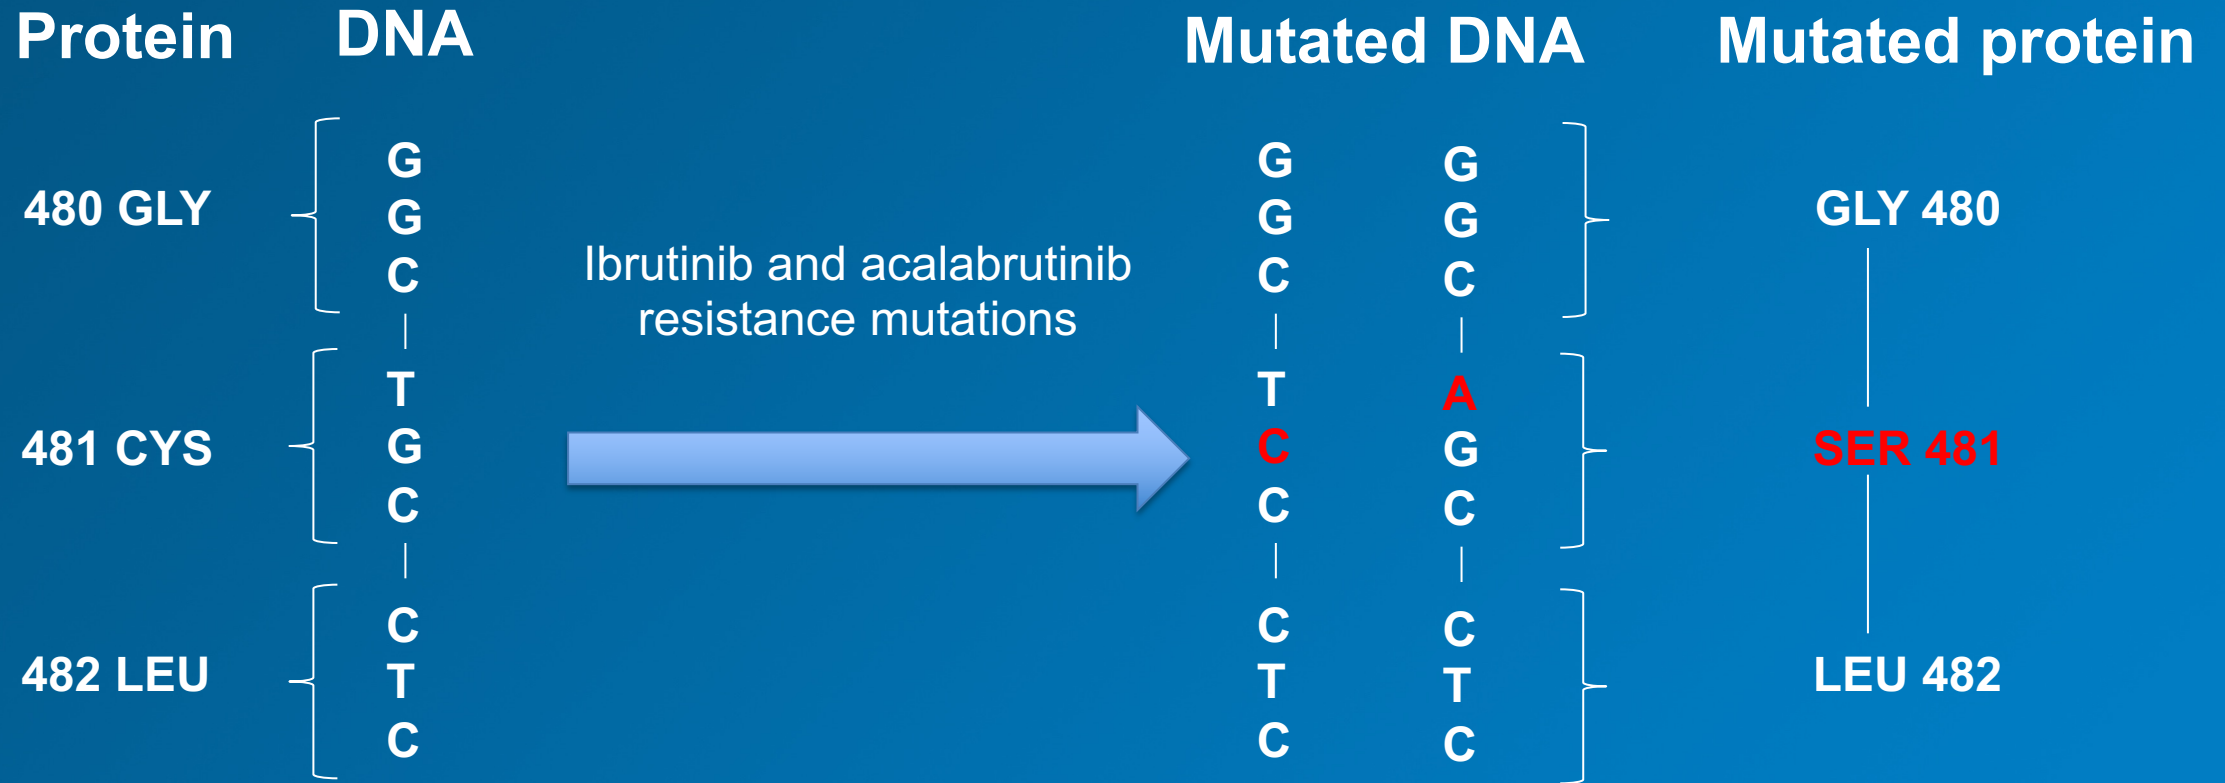 Protein DNA Mutated DNA Mutated protein
480 GLY
481 CYS
482 LEU
G
G
C
T
G
C
C
T
C
Ibrutinib and acalabrutinib
resistance mutations
G
G
C
T
C
C
C
T
C
G
G
C
A
G
C
C
T
C
GLY 480
SER 481
LEU 482